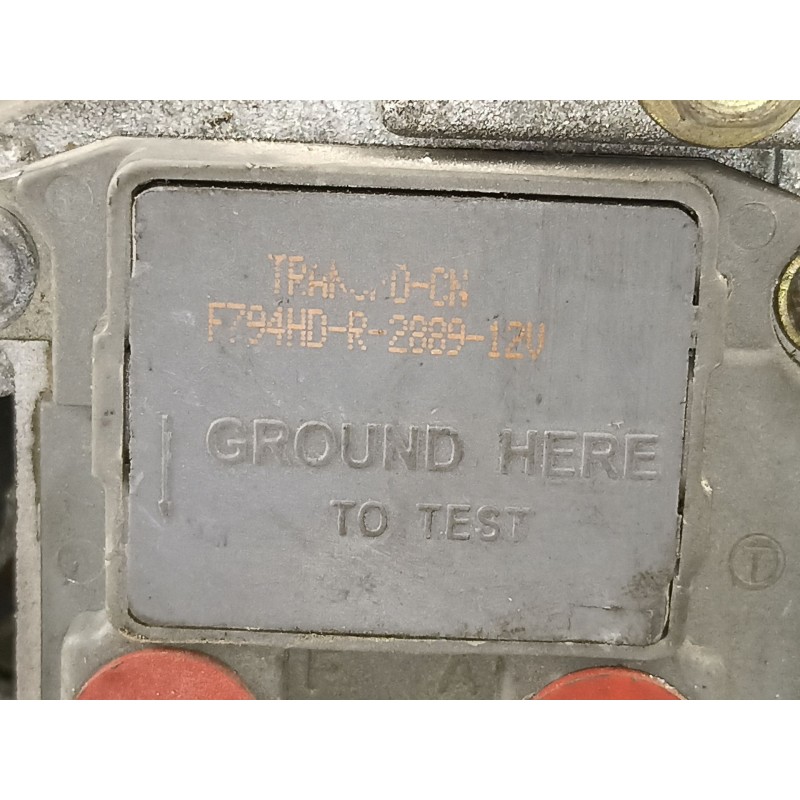 F794HD-R-2889-12V
GROUND HERE
TO TEST
L A
T